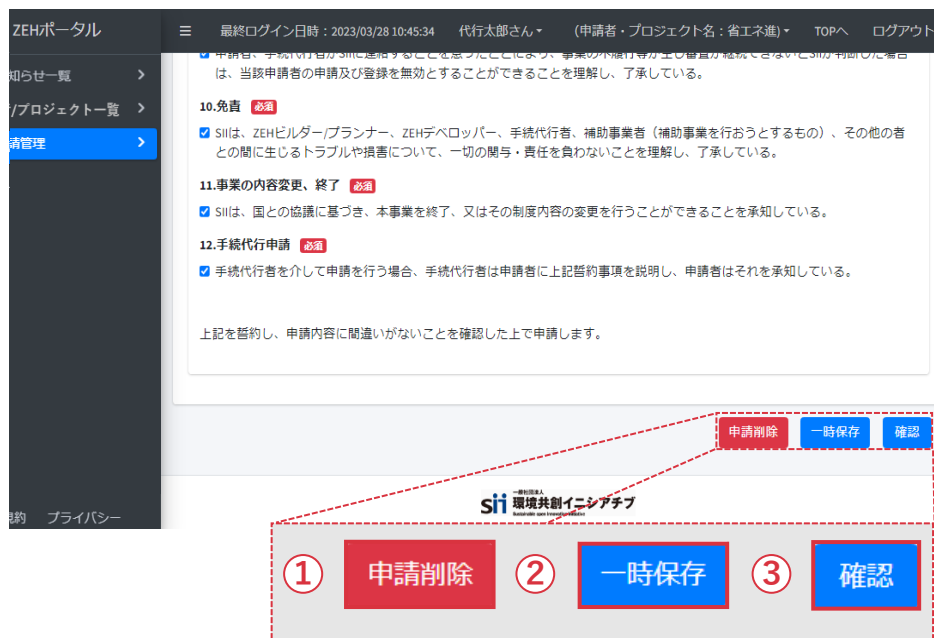 ZEHポータル
最終ログイン日時：2023/03/28 10:45:34 代行太郎さん (申請者・プロジェクト名：省エネ進) TOPへ ログアウト
知らせ一覧
/プロジェクト一覧
請管理
は、当該申請者の申請及び登録を無効とすることができることを理解し、了承している。
10.免責 必須
SIIは、ZEHビルダー/プランナー、ZEHデベロッパー、手続代行者、補助事業者（補助事業を行おうとするもの）、その他の者
との間に生じるトラブルや損害について、一切の関与・責任を負わないことを理解し、了承している。
11.事業の内容変更、終了 必須
SIIは、国との協議に基づき、本事業を終了、又はその制度内容の変更を行うことができることを承知している。
12.手続代行申請 必須
手続代行者を介して申請を行う場合、手続代行者は申請者に上記誓約事項を説明し、申請者はそれを承知している。
上記を誓約し、申請内容に間違いがないことを確認した上で申請します。
申請削除 一時保存 確認
規約 プライバシー
一般社団法人
sii 環境共創イニシアチブ
① 申請削除 ② 一時保存 ③ 確認